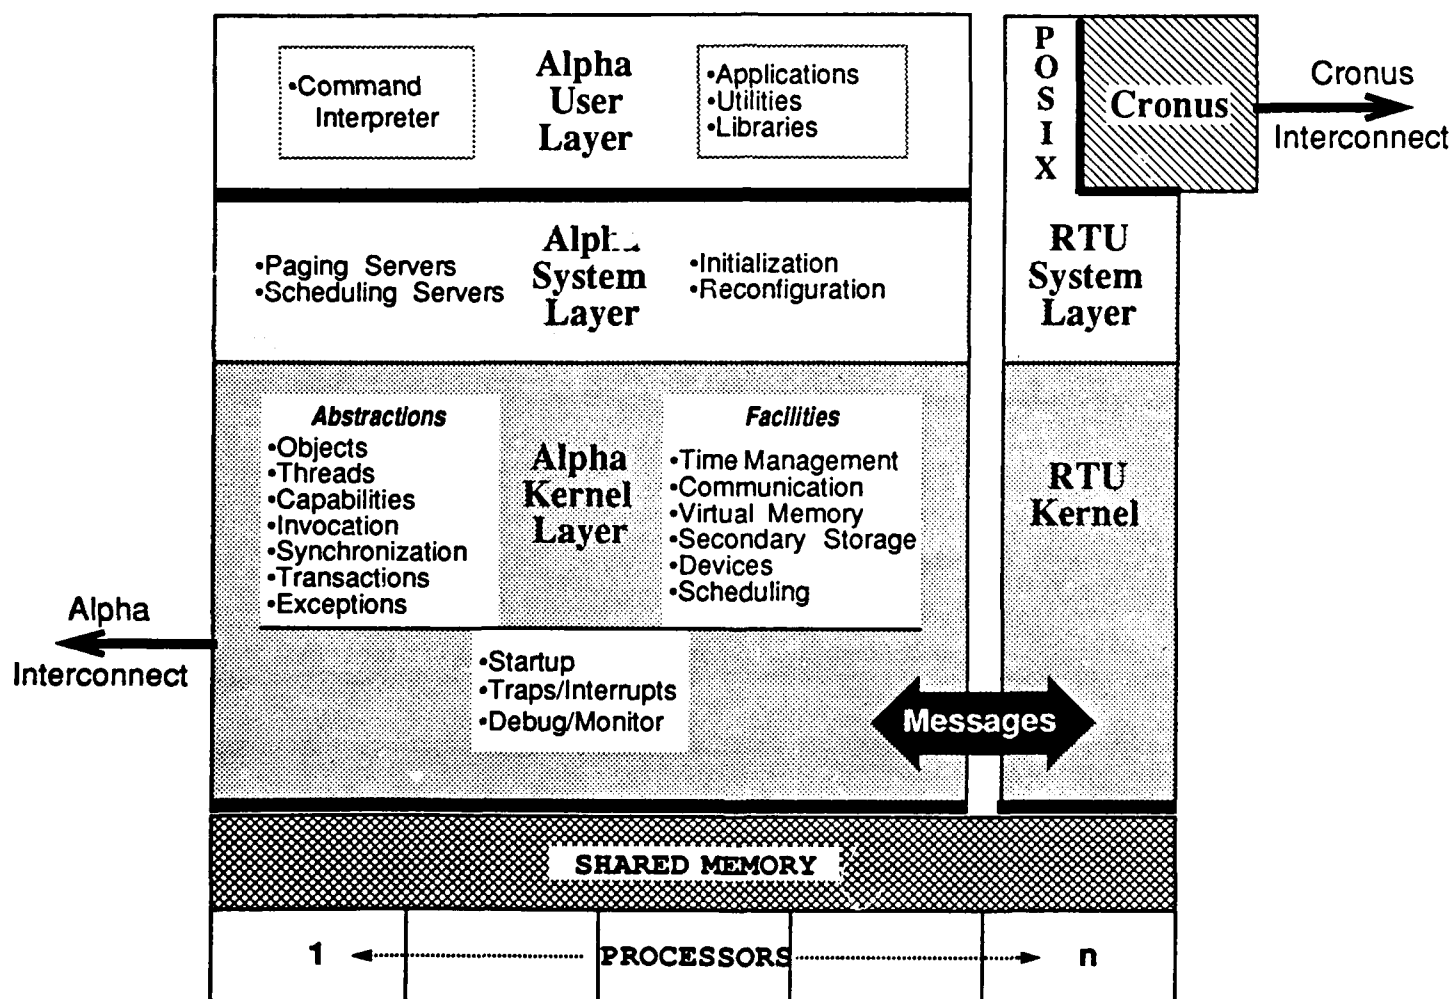 •Command
Interpreter
Alpha
User
Layer
•Applications
•Utilities
•Libraries
POSIX
Cronus
Cronus
Interconnect
•Paging Servers
•Scheduling Servers
Alpha
System
Layer
•Initialization
•Reconfiguration
RTU
System
Layer
Abstractions
•Objects
•Threads
•Capabilities
•Invocation
•Synchronization
•Transactions
•Exceptions
Alpha
Kernel
Layer
Facilities
•Time Management
•Communication
•Virtual Memory
•Secondary Storage
•Devices
•Scheduling
RTU
Kernel
Alpha
Interconnect
•Startup
•Traps/Interrupts
•Debug/Monitor
Messages
SHARED MEMORY
1 PROCESSORS n